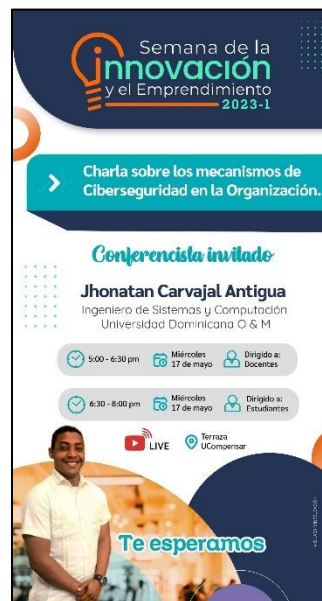 Semana de la
innovación
y el Emprendimiento
2023-1
Charla sobre los mecanismos de
Ciberseguridad en la Organización.
Conferencista invitado
Jhonatan Carvajal Antigua
Ingeniero de Sistemas y Computación
Universidad Dominicana O & M
5:00 - 6:30 pm Miércoles 17 de mayo Dirigido a: Docentes
6:30 - 8:00 pm Miércoles 17 de mayo Dirigido a: Estudiantes
LIVE Terraza UCompensar
Te esperamos